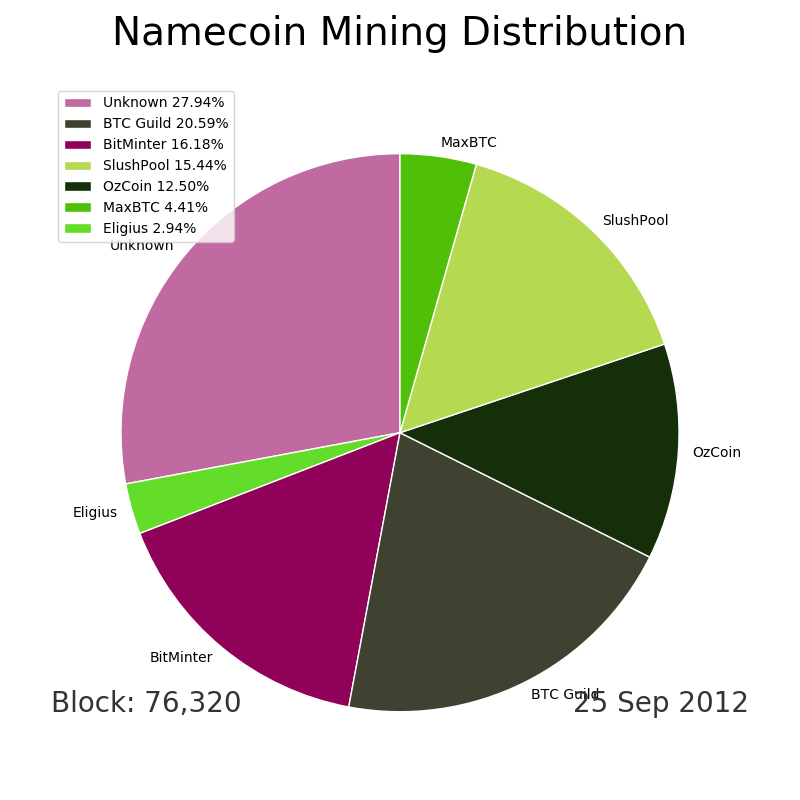 Namecoin Mining Distribution
Unknown 27.94%
BTC Guild 20.59%
BitMinter 16.18%
SlushPool 15.44%
OzCoin 12.50%
MaxBTC 4.41%
Eligius 2.94%
MaxBTC
SlushPool
Unknown
OzCoin
Eligius
BitMinter
BTC Guild
Block: 76,320
25 Sep 2012